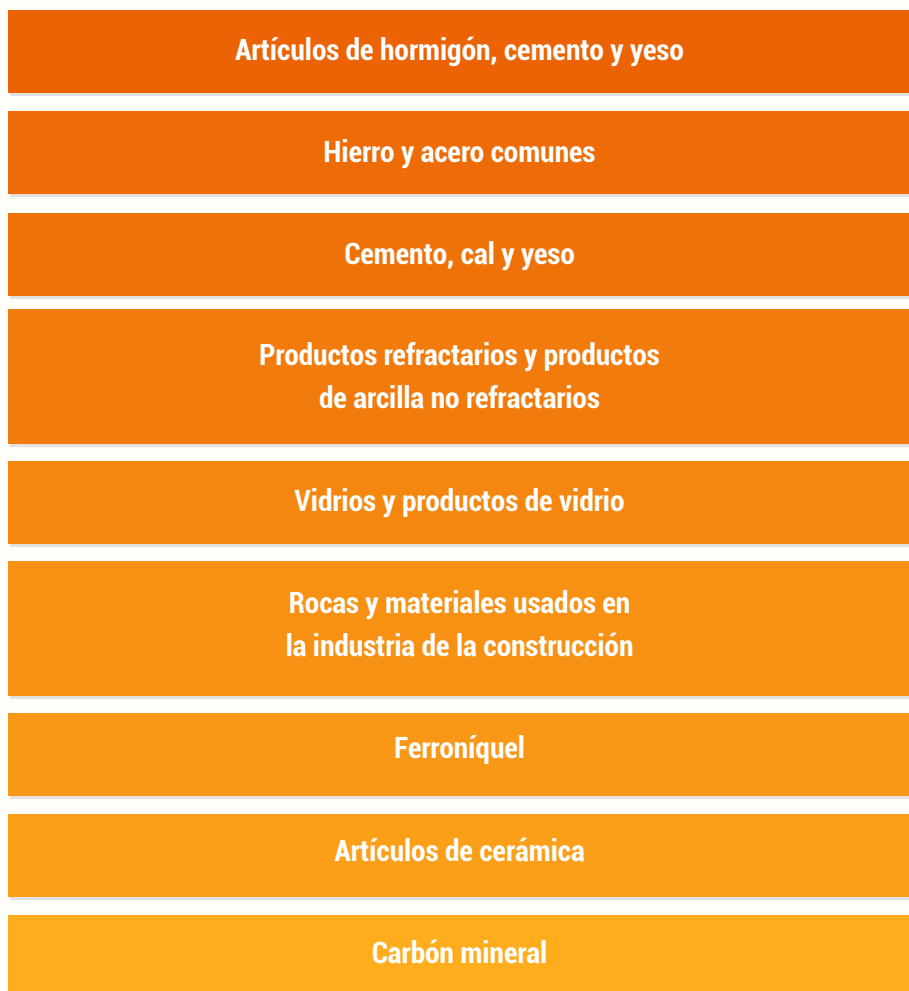 Artículos de hormigón, cemento y yeso
Hierro y acero comunes
Cemento, cal y yeso
Productos refractarios y productos
de arcilla no refractarios
Vidrios y productos de vidrio
Rocas y materiales usados en
la industria de la construcción
Ferroníquel
Artículos de cerámica
Carbón mineral